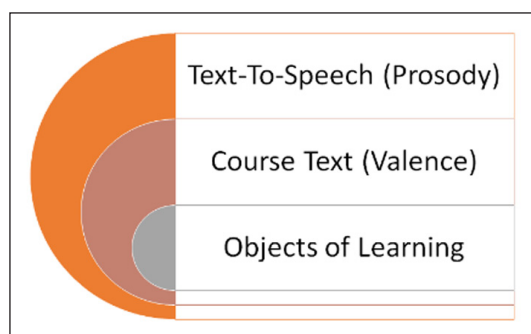 Text-To-Speech (Prosody)
Course Text (Valence)
Objects of Learning